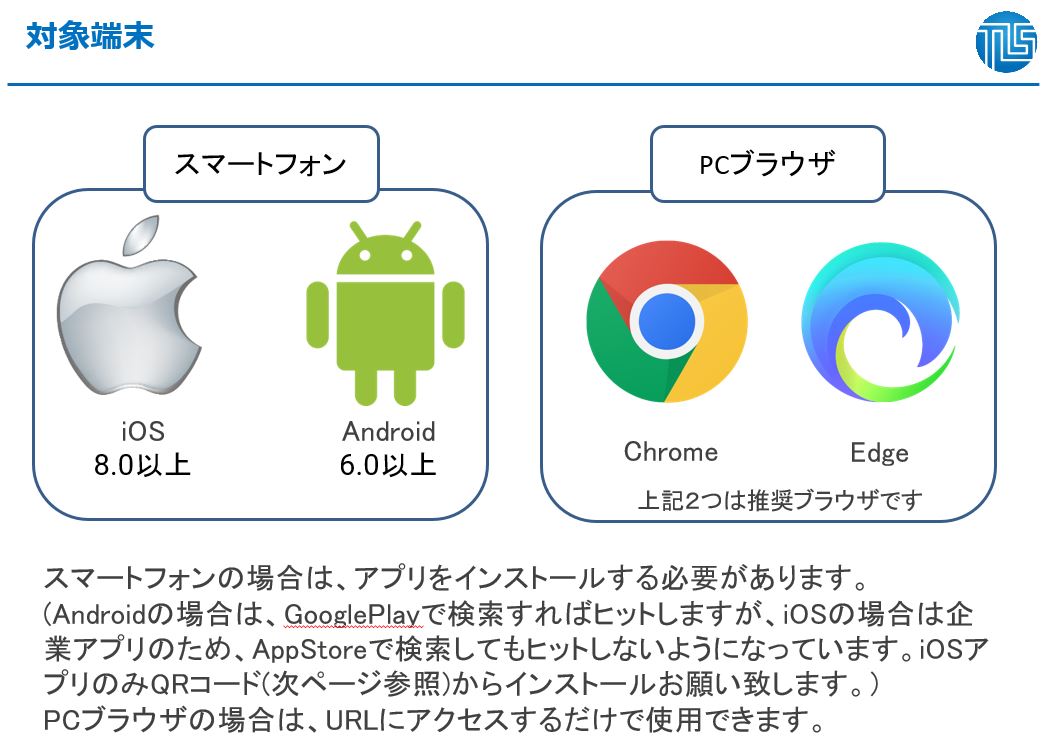 対象端末
TLS
スマートフォン
PCブラウザ
iOS
8.0以上
Android
6.0以上
Chrome
Edge
上記２つは推奨ブラウザです
スマートフォンの場合は、アプリをインストールする必要があります。
(Androidの場合は、GooglePlayで検索すればヒットしますが、iOSの場合は企
業アプリのため、AppStoreで検索してもヒットしないようになっています。iOSア
プリのみQRコード(次ページ参照)からインストールお願い致します。)
PCブラウザの場合は、URLにアクセスするだけで使用できます。